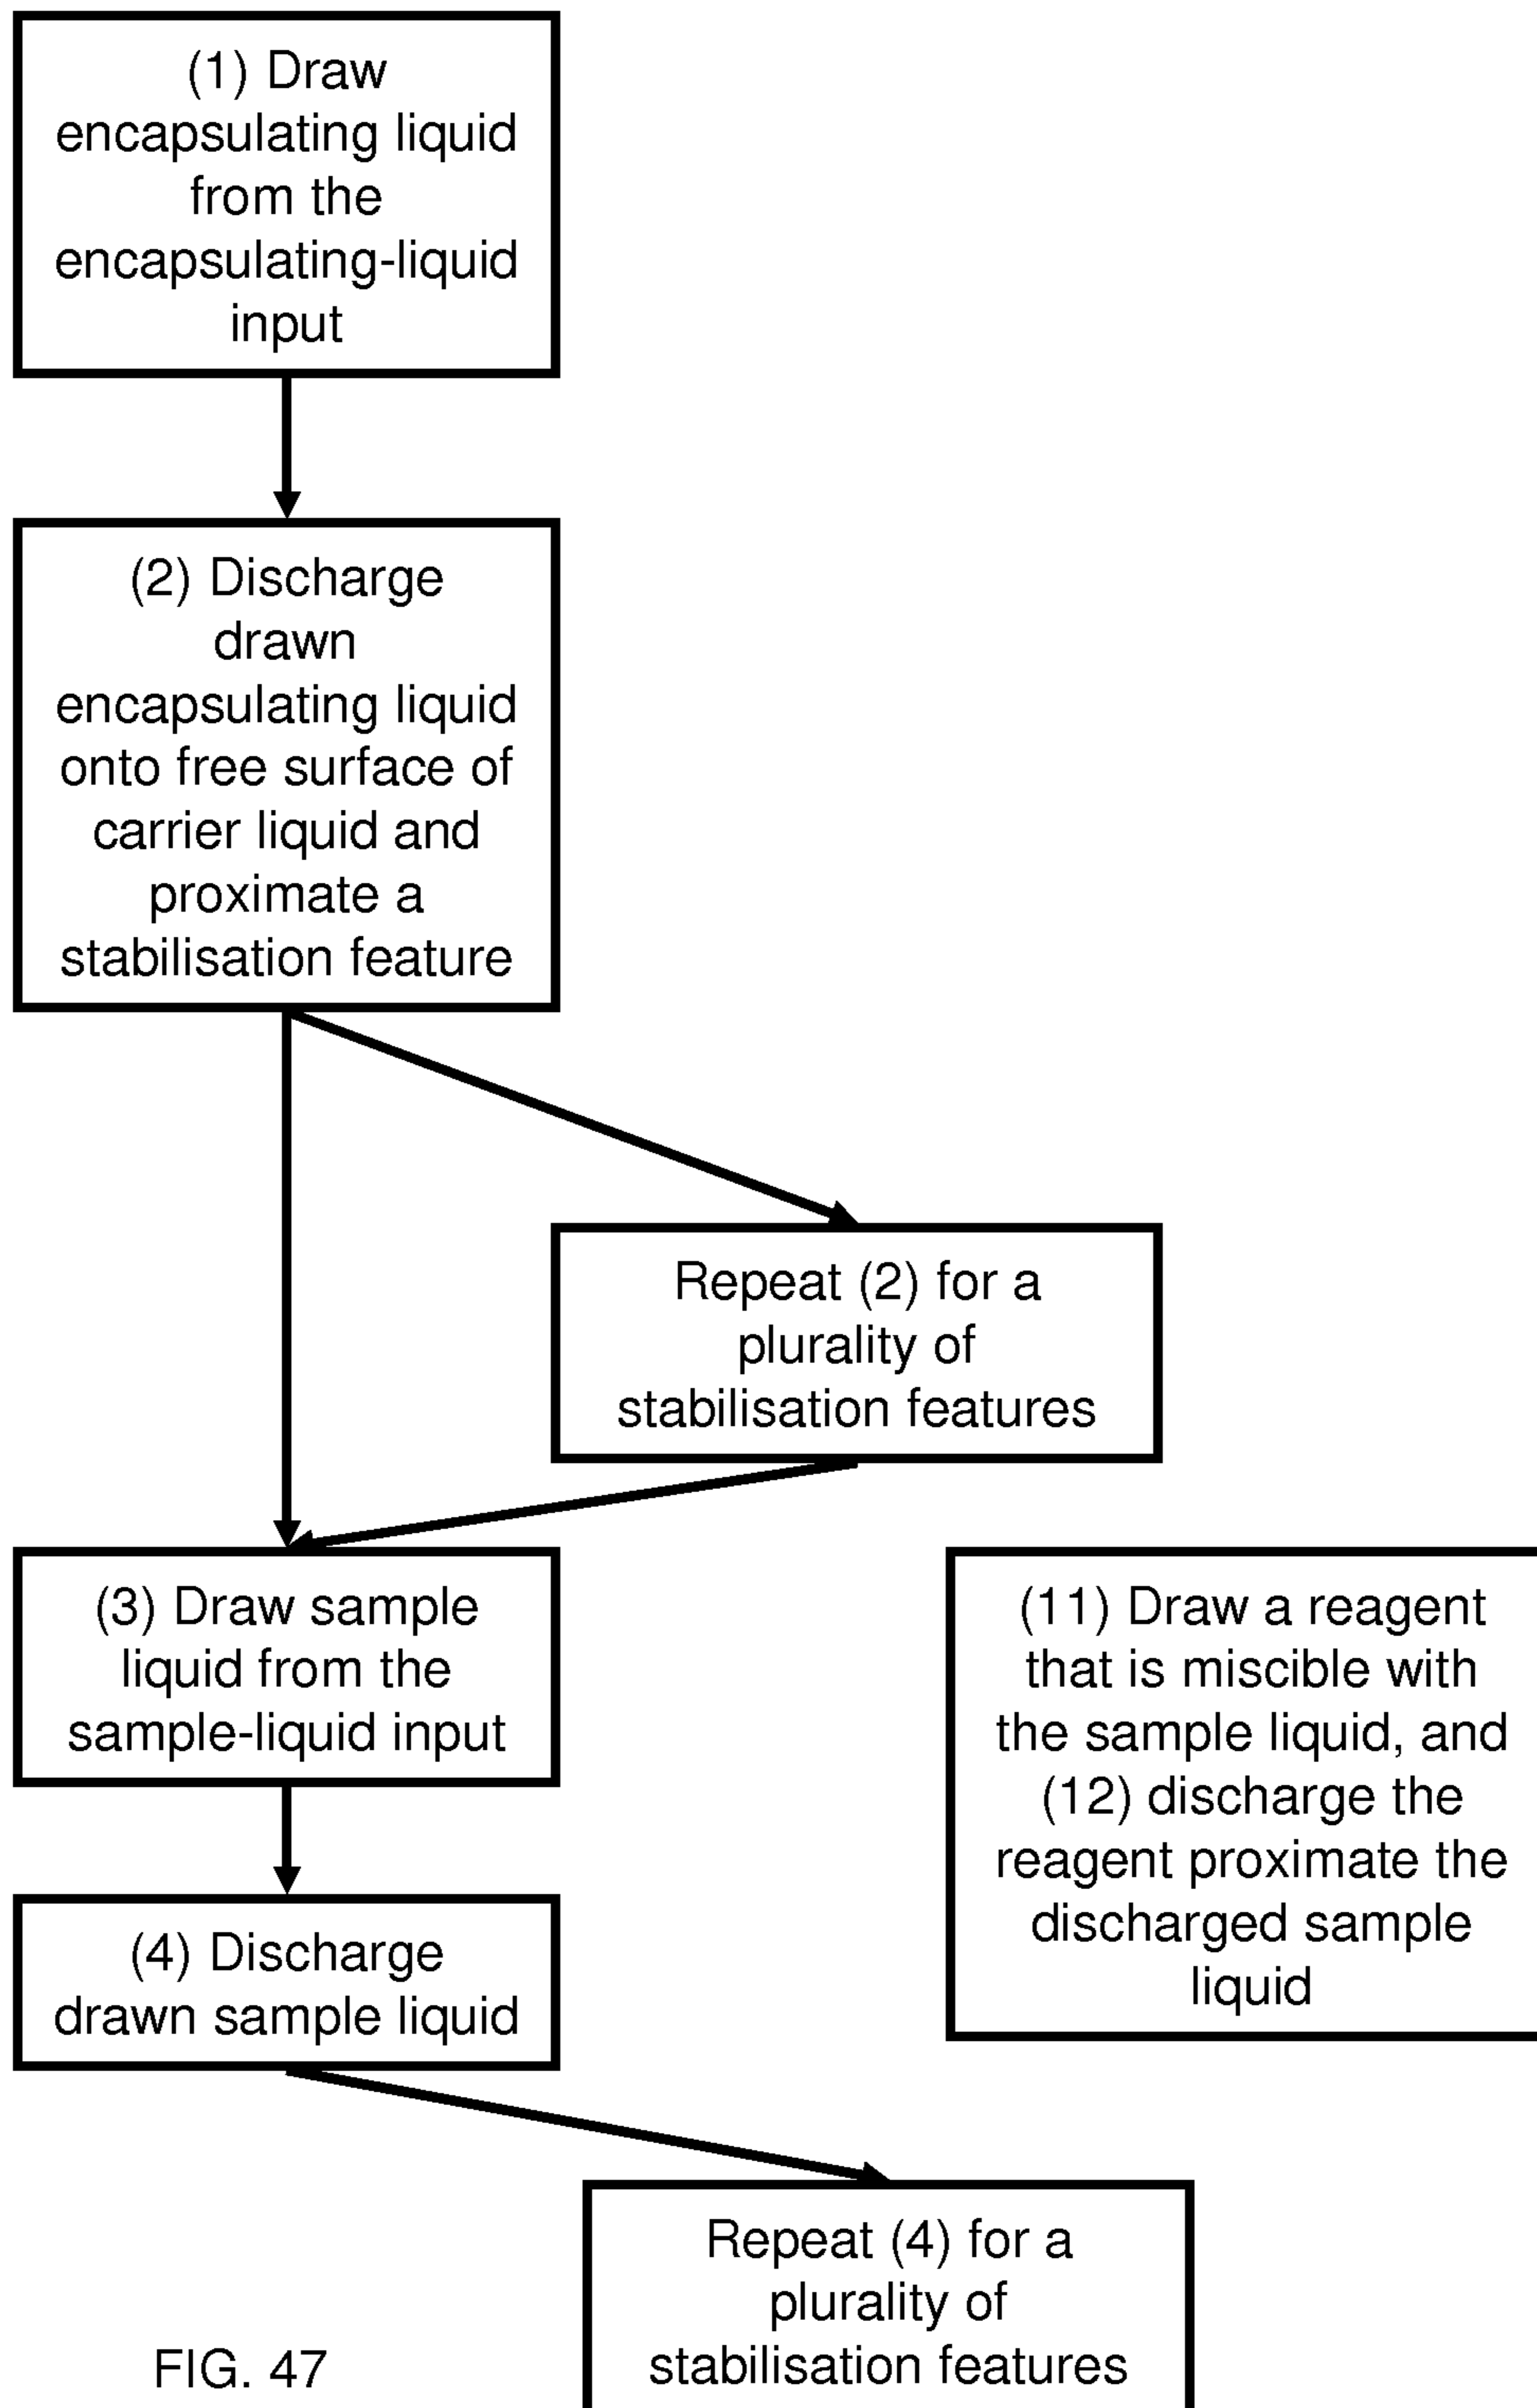 (1) Draw
encapsulating liquid
from the
encapsulating-liquid
input
(2) Discharge
drawn
encapsulating liquid
onto free surface of
carrier liquid and
proximate a
stabilisation feature
Repeat (2) for a
plurality of
stabilisation features
(3) Draw sample
liquid from the
sample-liquid input
(11) Draw a reagent
that is miscible with
the sample liquid, and
(12) discharge the
reagent proximate the
discharged sample
liquid
(4) Discharge
drawn sample liquid
Repeat (4) for a
plurality of
stabilisation features
FIG. 47